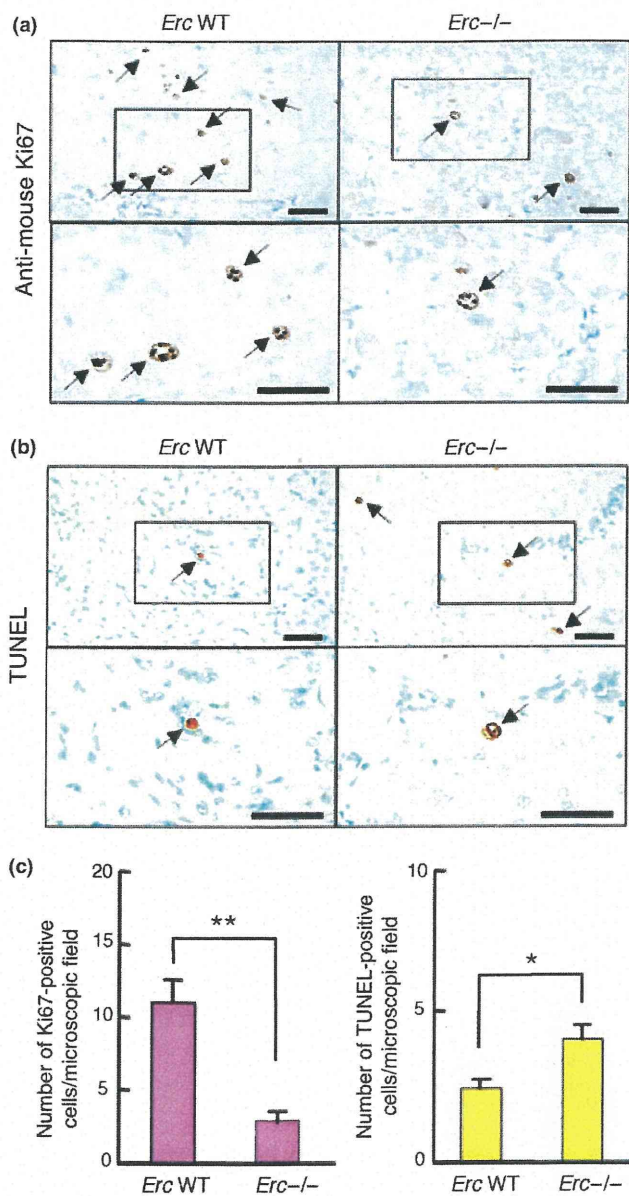 (a)
Erc WT
Erc–/–
Anti-mouse Ki67
(b)
Erc WT
Erc–/–
TUNEL
(c)
Number of Ki67-positive
cells/microscopic field
20
15
10
5
0
**
Erc WT
Erc–/–
Number of TUNEL-positive
cells/microscopic field
10
5
0
*
Erc WT
Erc–/–